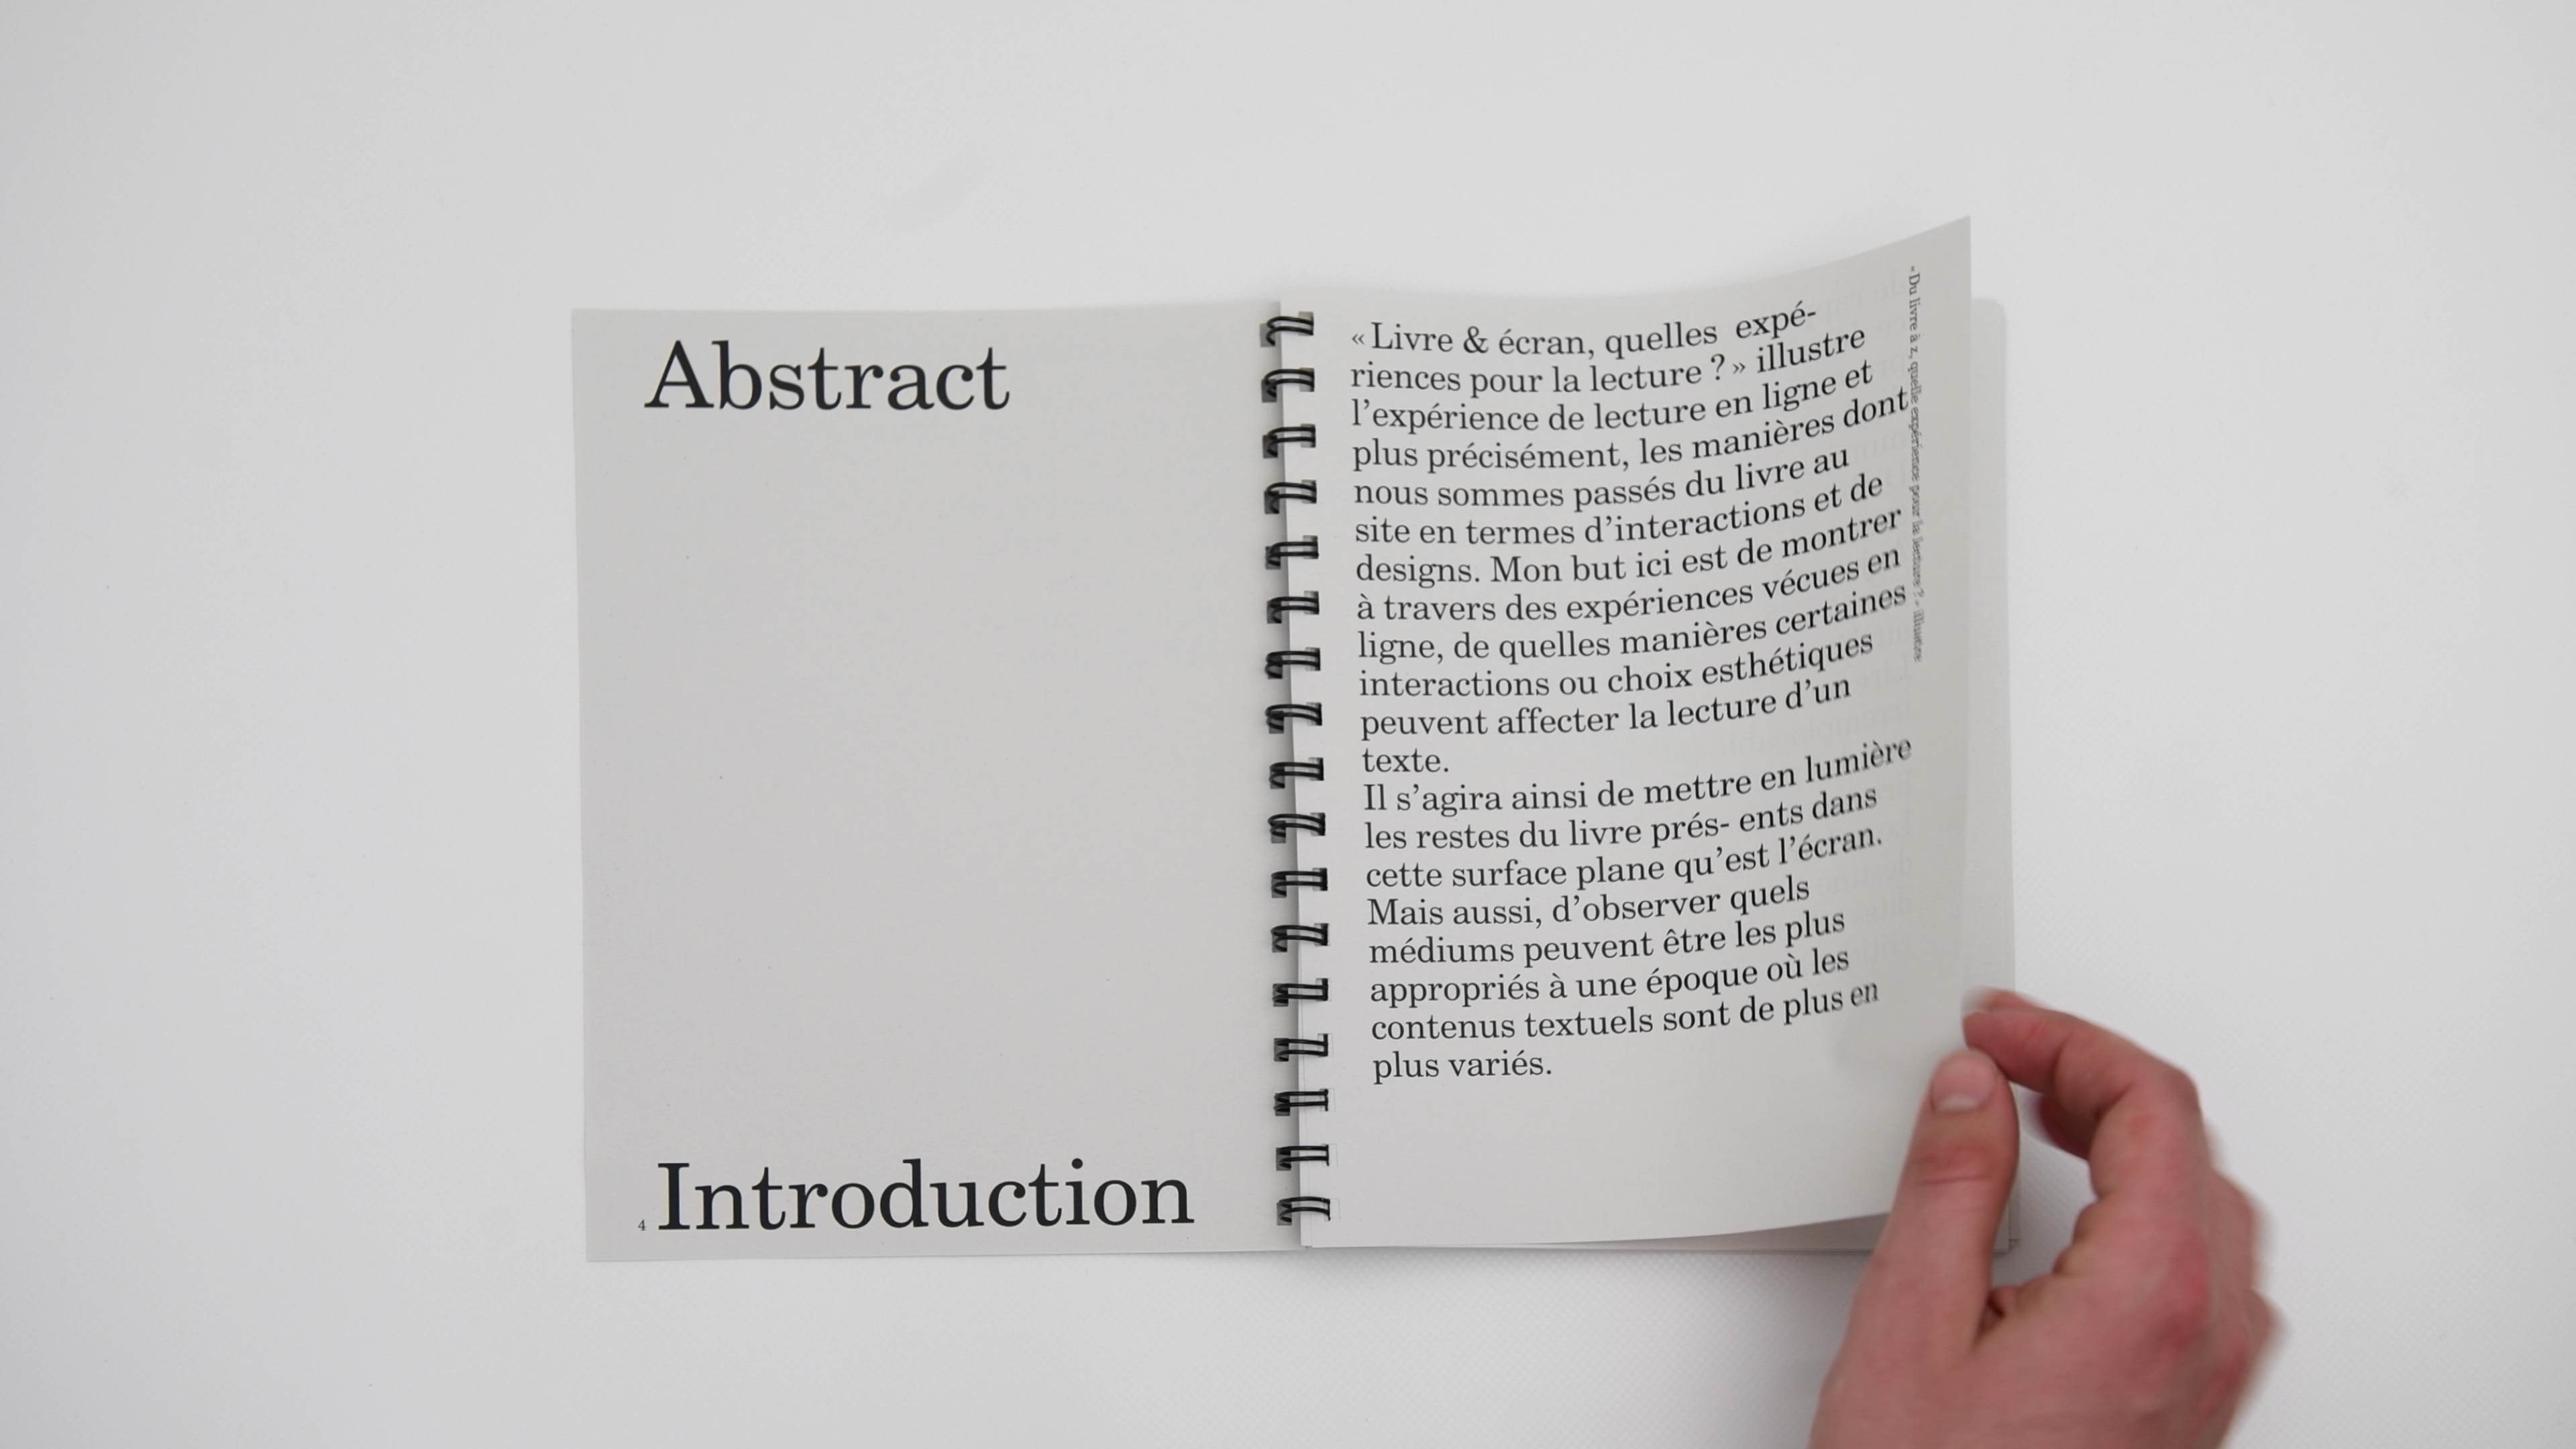 Abstract
4 Introduction
« Livre & écran, quelles  expé-
riences pour la lecture ? » illustre
l’expérience de lecture en ligne et
plus précisément, les manières dont
nous sommes passés du livre au
site en termes d’interactions et de
designs. Mon but ici est de montrer
à travers des expériences vécues en
ligne, de quelles manières certaines
interactions ou choix esthétiques
peuvent affecter la lecture d’un
texte.
Il s’agira ainsi de mettre en lumière
les restes du livre prés- ents dans
cette surface plane qu’est l’écran.
Mais aussi, d’observer quels
médiums peuvent être les plus
appropriés à une époque où les
contenus textuels sont de plus en
plus variés.
« Du livre à z, quelle expérience pour la lecture ? » illustre